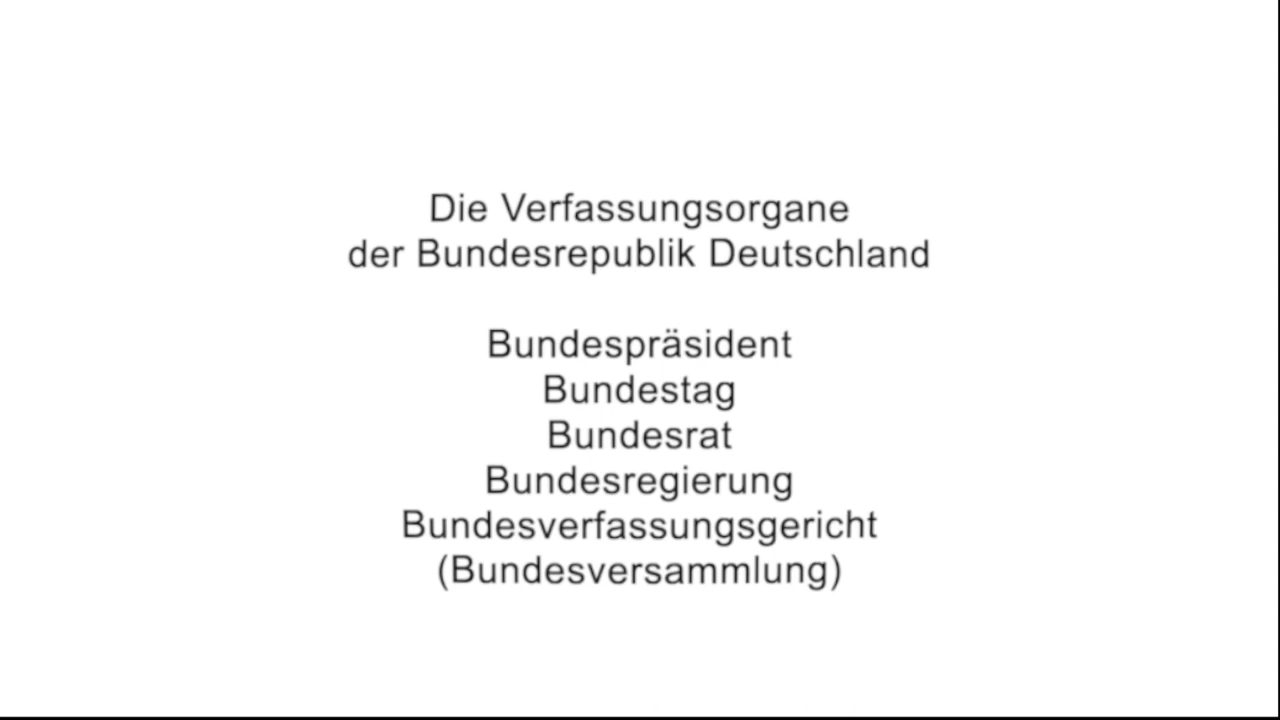 Die Verfassungsorgane
der Bundesrepublik Deutschland
Bundespräsident
Bundestag
Bundesrat
Bundesregierung
Bundesverfassungsgericht
(Bundesversammlung)